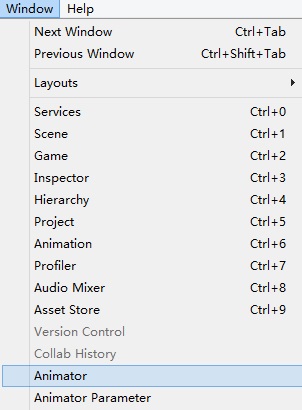 Window Help
Next Window Ctrl+Tab
Previous Window Ctrl+Shift+Tab
Layouts
Services Ctrl+0
Scene Ctrl+1
Game Ctrl+2
Inspector Ctrl+3
Hierarchy Ctrl+4
Project Ctrl+5
Animation Ctrl+6
Profiler Ctrl+7
Audio Mixer Ctrl+8
Asset Store Ctrl+9
Version Control
Collab History
Animator
Animator Parameter